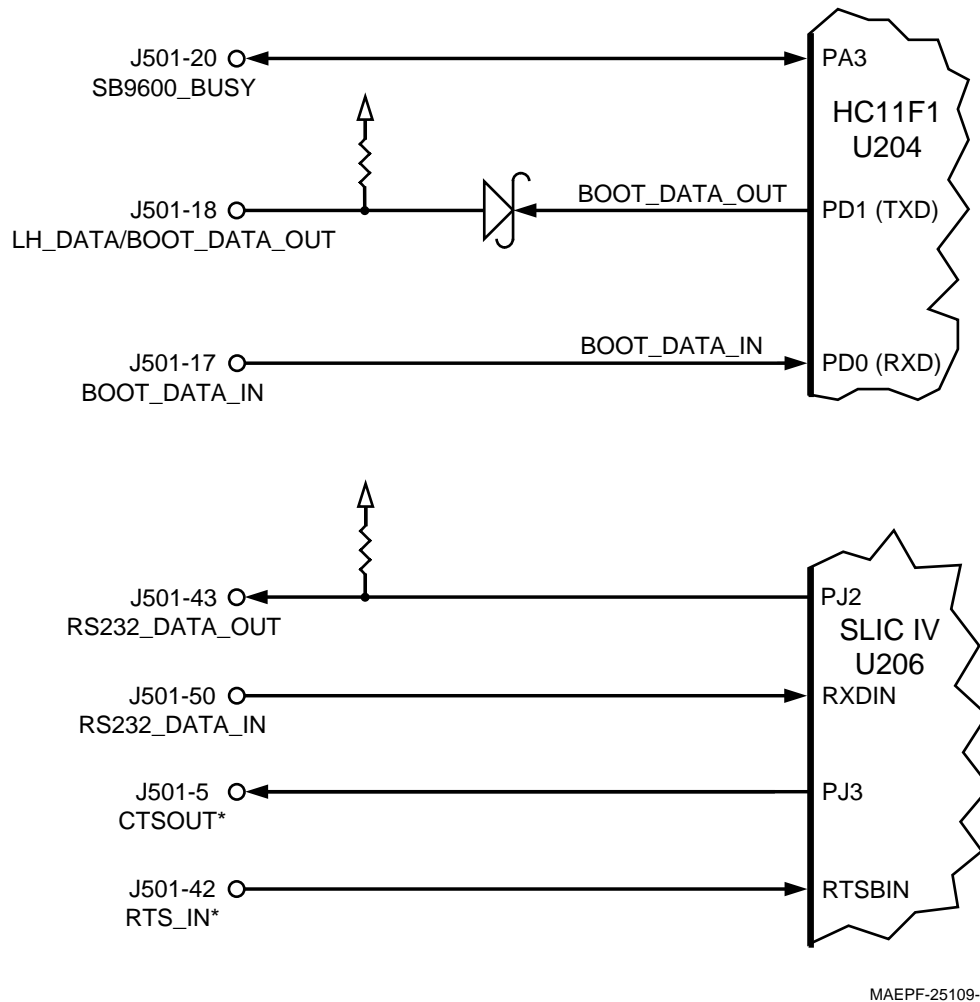 J501-20
SB9600_BUSY
PA3
HC11F1
U204
J501-18
LH_DATA/BOOT_DATA_OUT
BOOT_DATA_OUT
PD1 (TXD)
J501-17
BOOT_DATA_IN
BOOT_DATA_IN
PD0 (RXD)
J501-43
RS232_DATA_OUT
PJ2
SLIC IV
U206
J501-50
RS232_DATA_IN
RXDIN
J501-5
CTSOUT*
PJ3
J501-42
RTS_IN*
RTSBIN
MAEPF-25109-